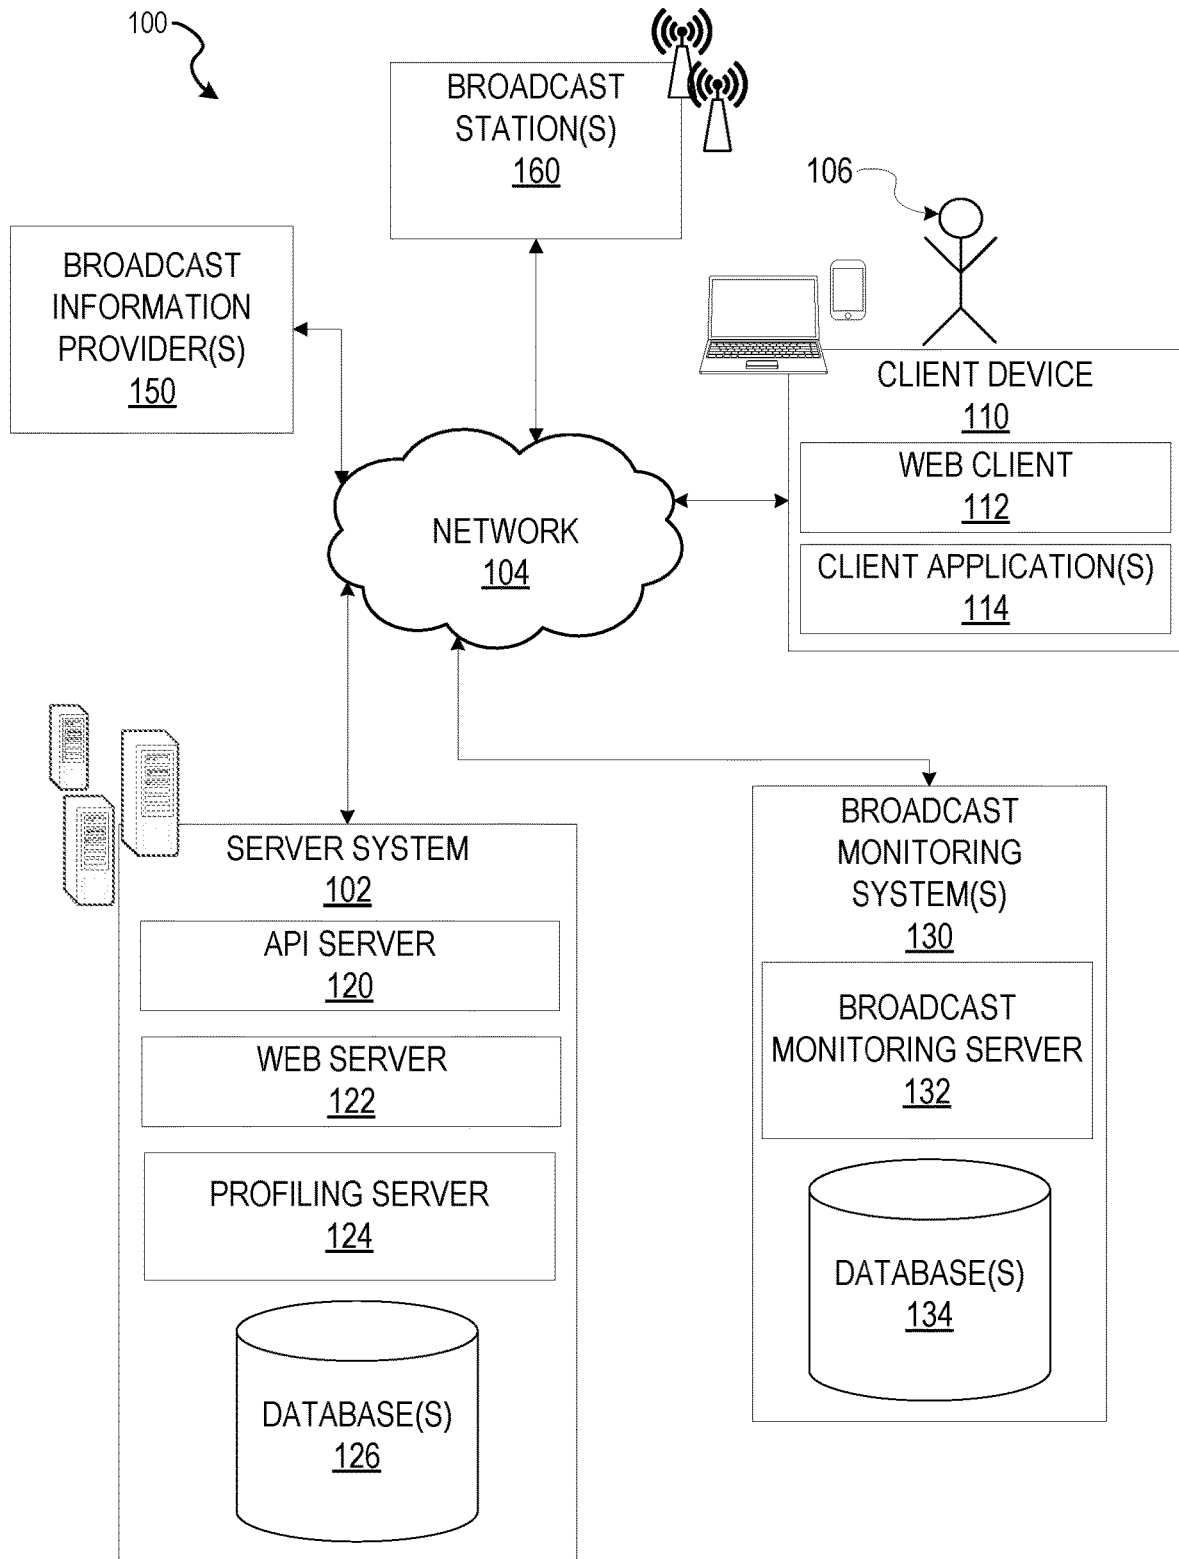 100
BROADCAST
STATION(S)
160
106
BROADCAST
INFORMATION
PROVIDER(S)
150
CLIENT DEVICE
110
WEB CLIENT
112
CLIENT APPLICATION(S)
114
NETWORK
104
SERVER SYSTEM
102
API SERVER
120
WEB SERVER
122
PROFILING SERVER
124
DATABASE(S)
126
BROADCAST
MONITORING
SYSTEM(S)
130
BROADCAST
MONITORING SERVER
132
DATABASE(S)
134